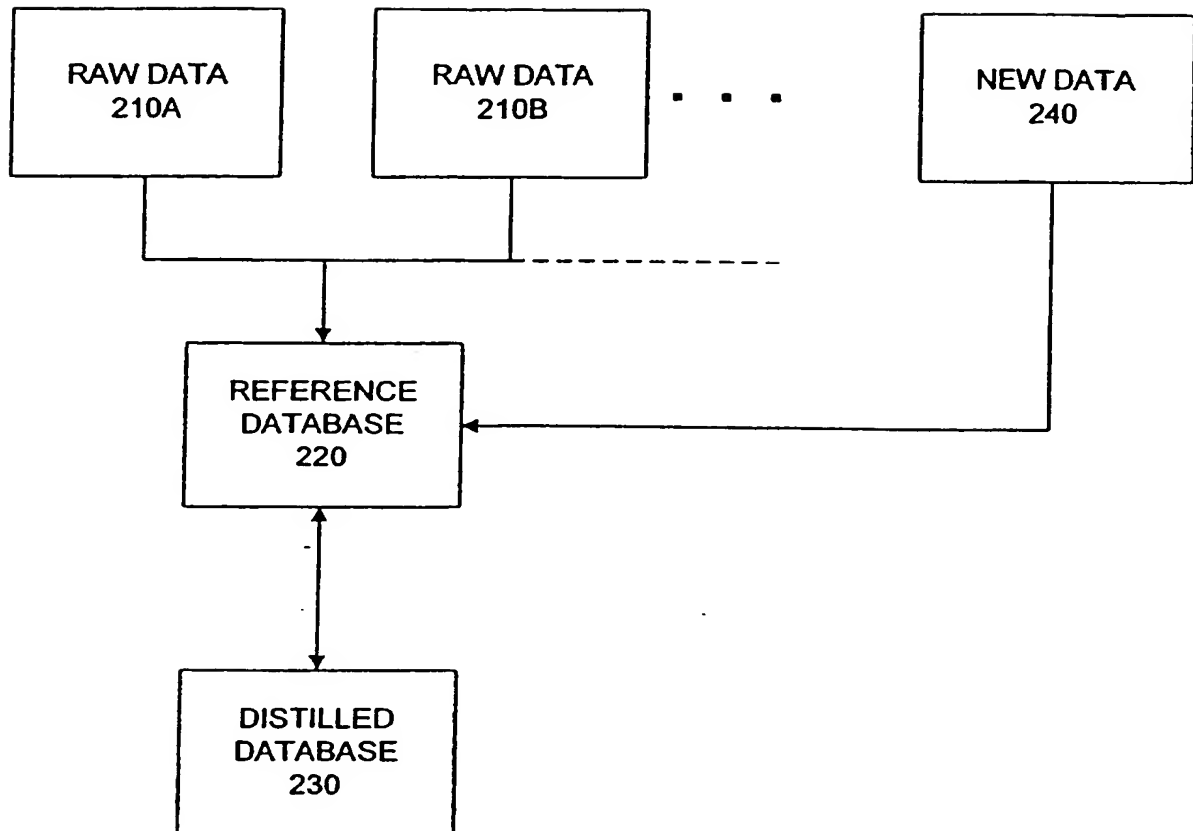 RAW DATA
210A
RAW DATA
210B
NEW DATA
240
REFERENCE
DATABASE
220
DISTILLED
DATABASE
230